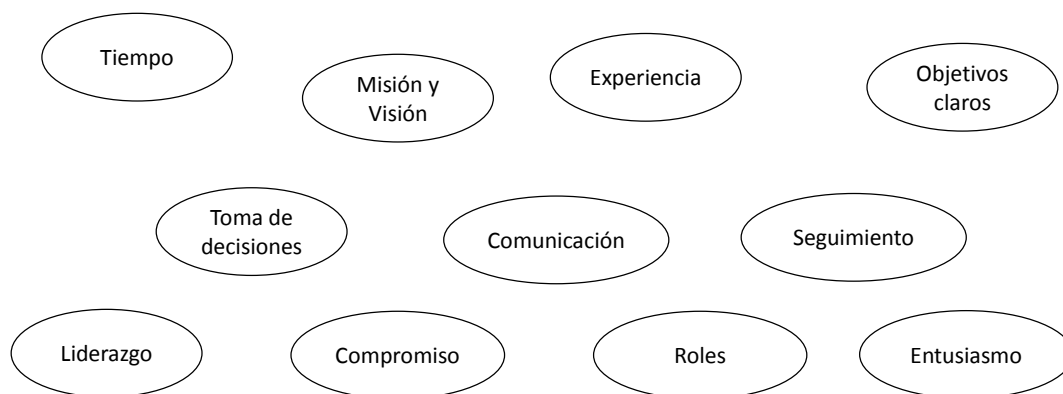 Tiempo
Misión y
Visión
Experiencia
Objetivos
claros
Toma de
decisiones
Comunicación
Seguimiento
Liderazgo
Compromiso
Roles
Entusiasmo